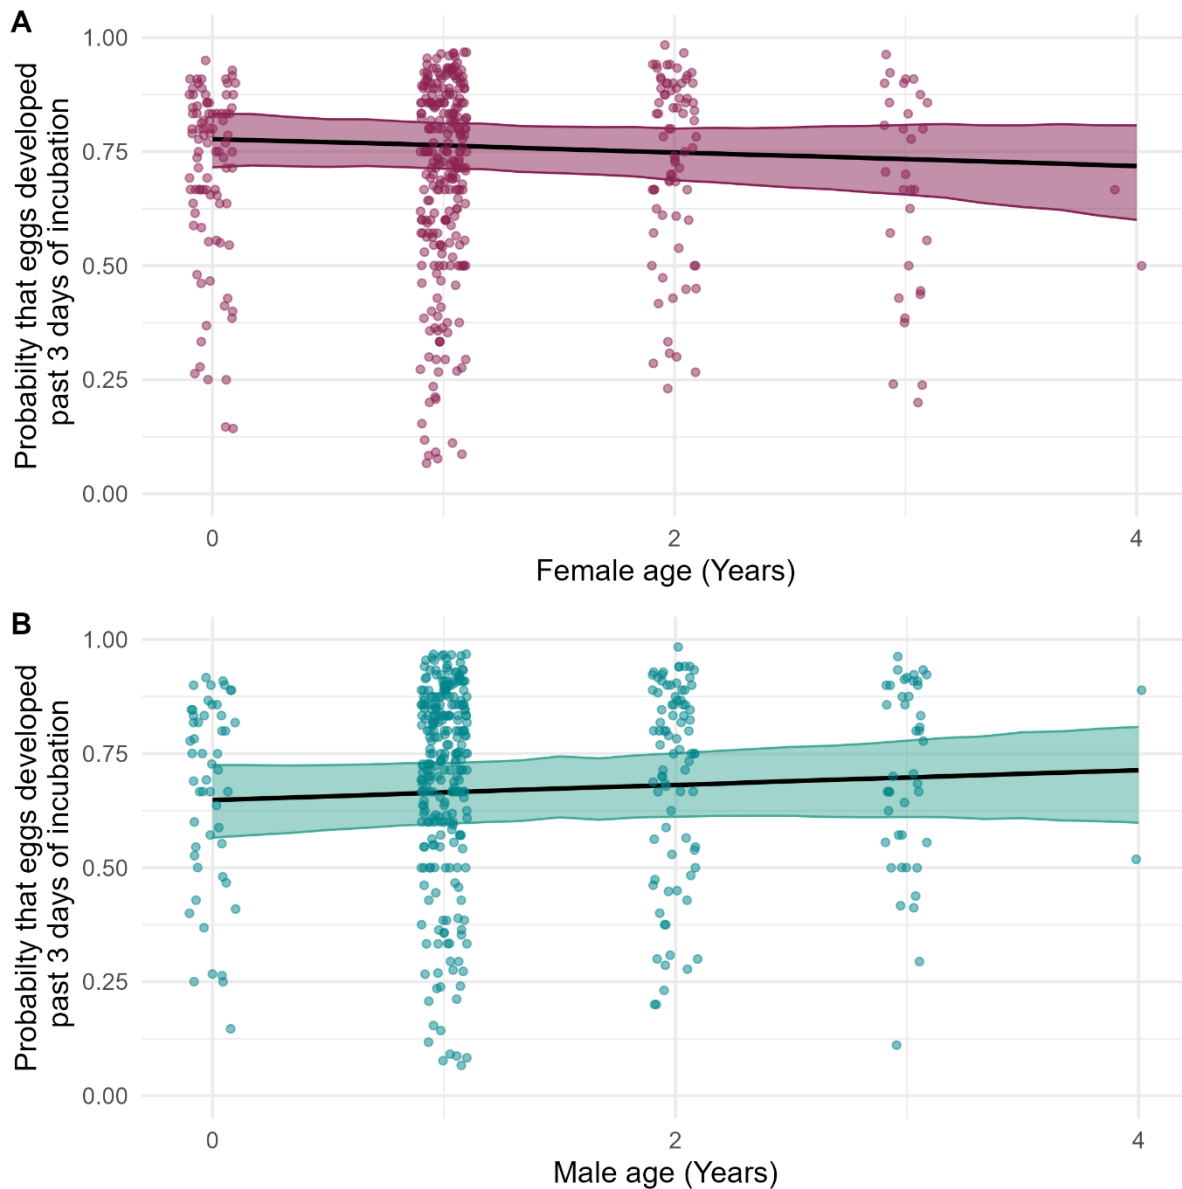 A
Probabilty that eggs developed
past 3 days of incubation
1.00
0.75
0.50
0.25
0.00
0
2
4
Female age (Years)
B
Probabilty that eggs developed
past 3 days of incubation
1.00
0.75
0.50
0.25
0.00
0
2
4
Male age (Years)